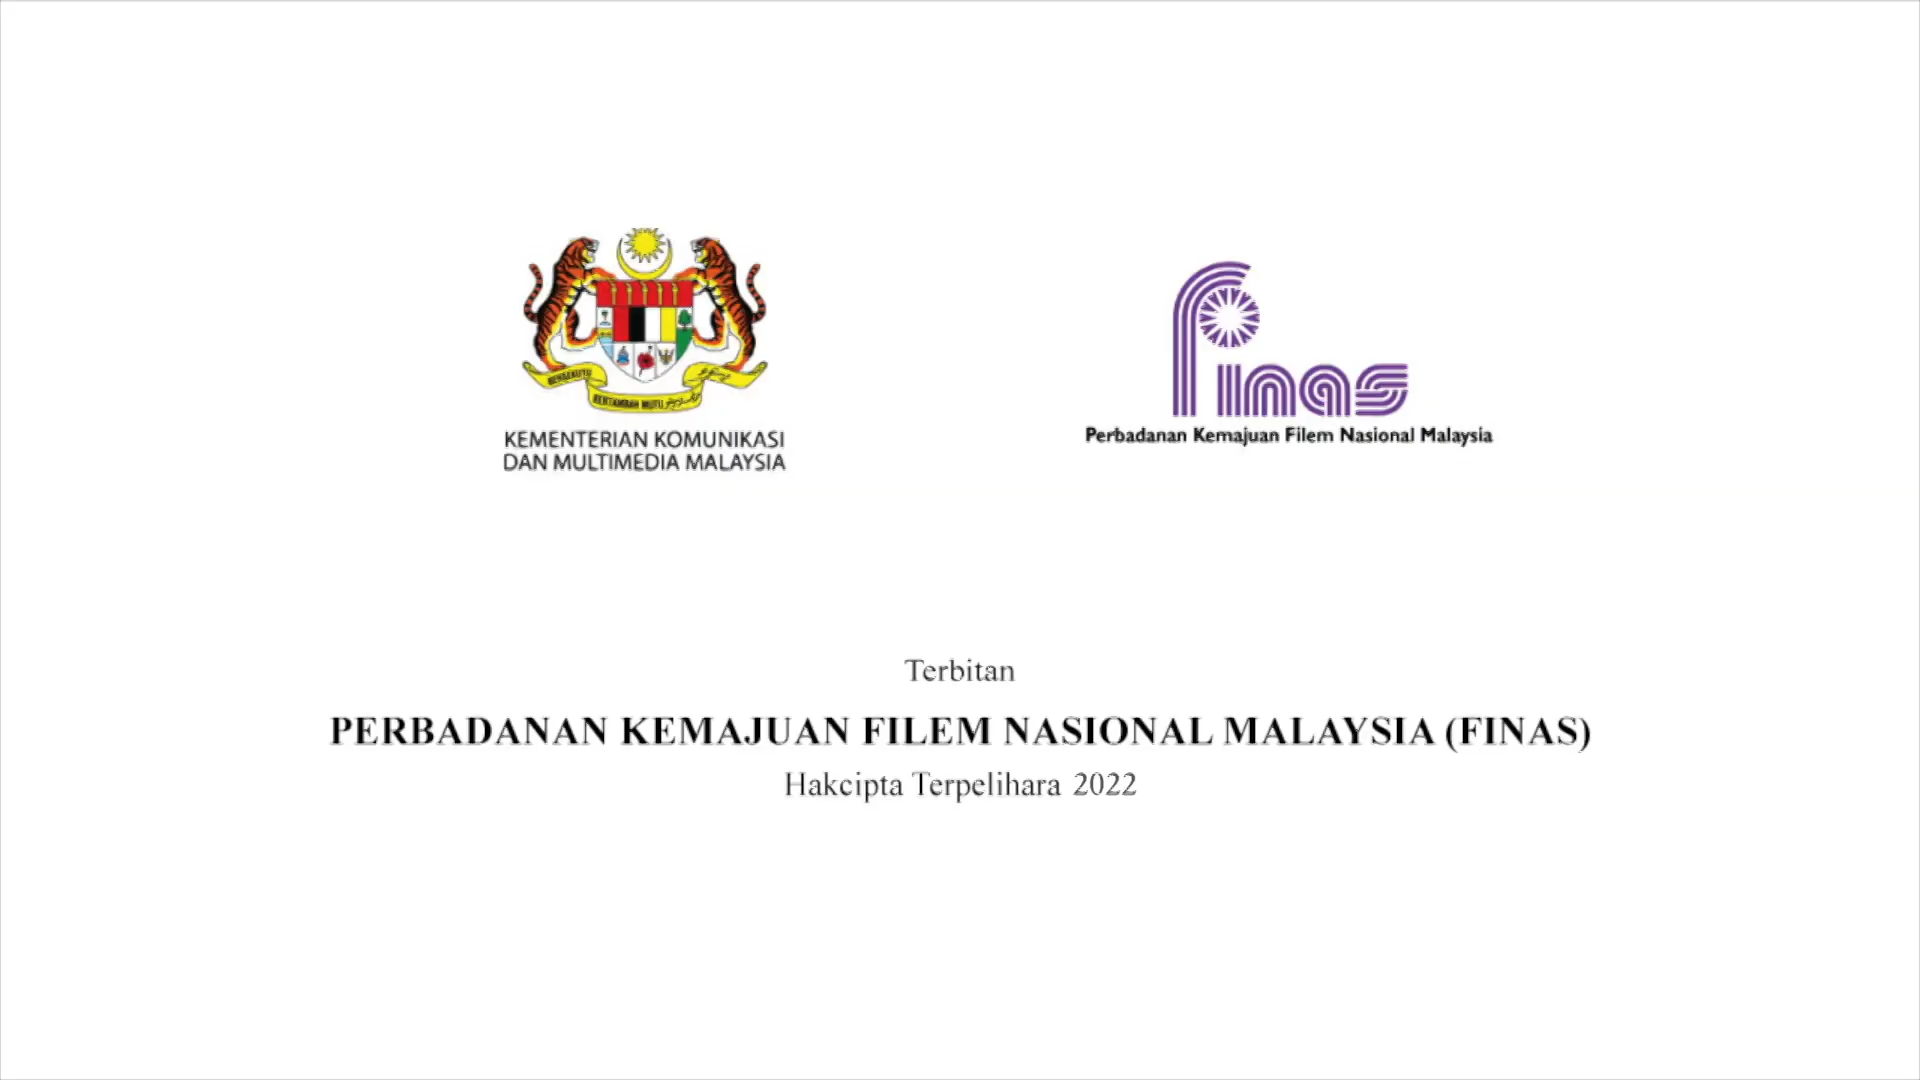 KEMENTERIAN KOMUNIKASI
DAN MULTIMEDIA MALAYSIA
Finas
Perbadanan Kemajuan Filem Nasional Malaysia
Terbitan
PERBADANAN KEMAJUAN FILEM NASIONAL MALAYSIA (FINAS)
Hakcipta Terpelihara 2022